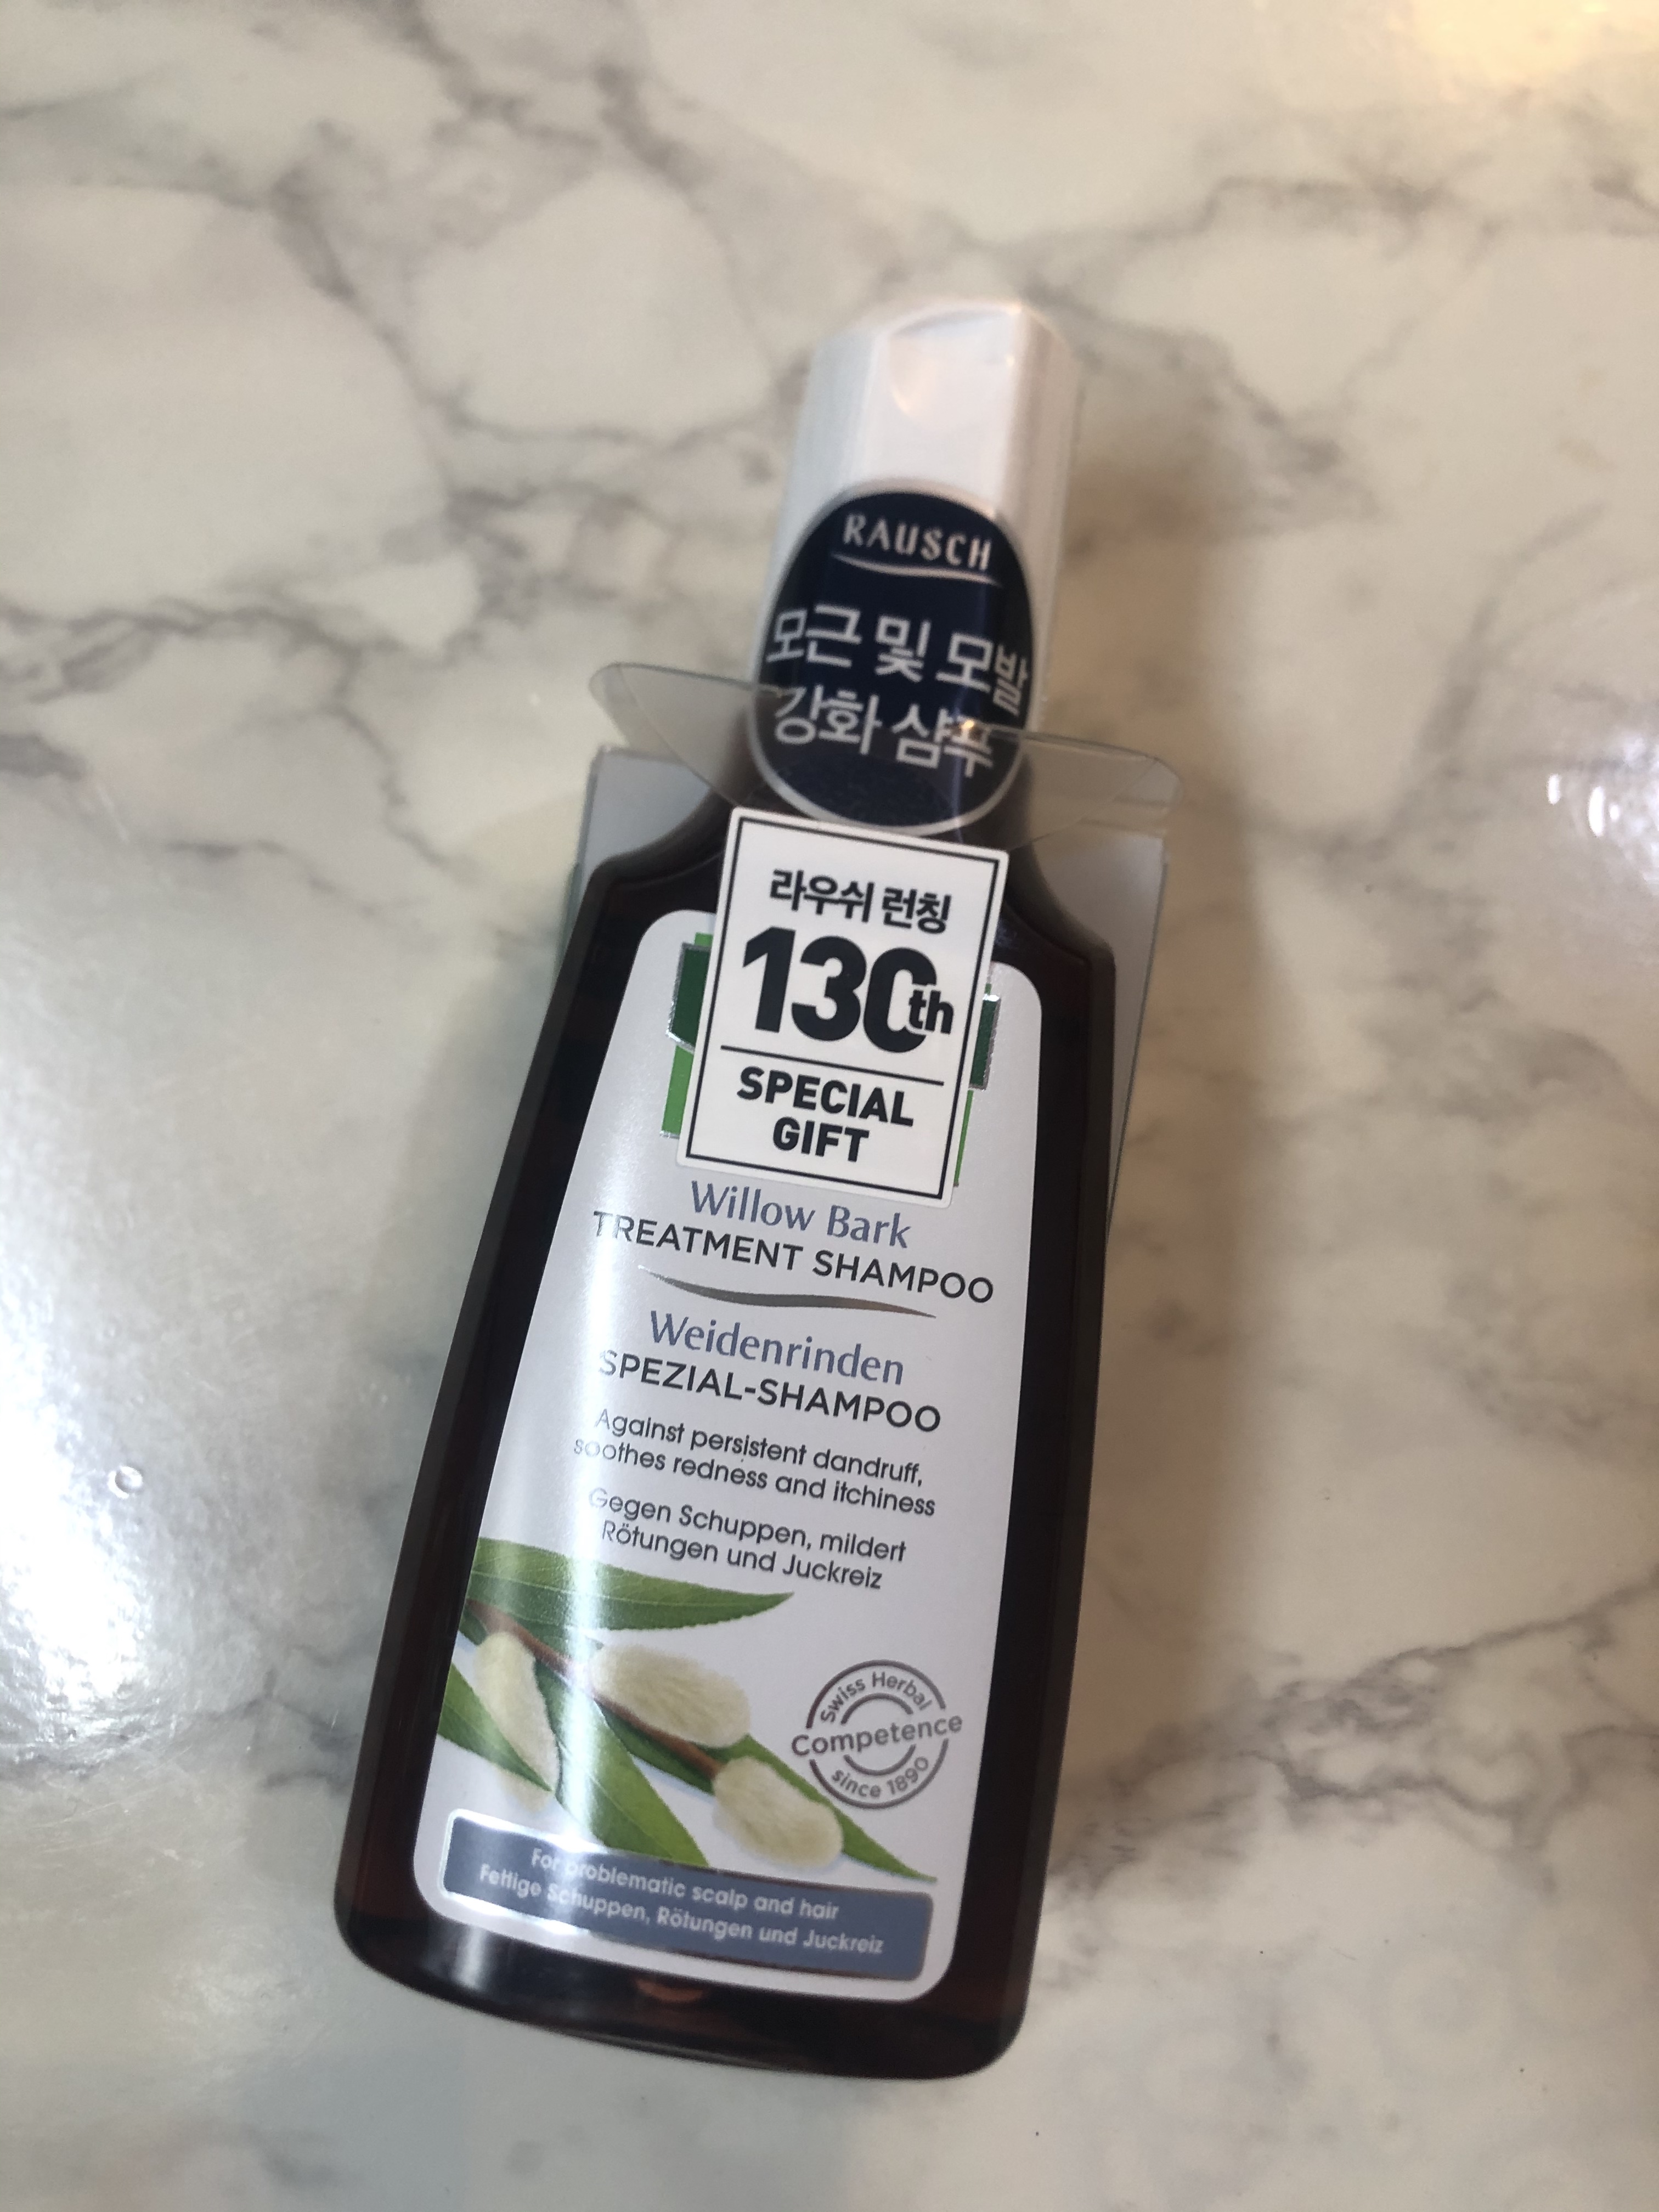 RAUSCH
모근 및 모발
강화 샴푸
라우쉬 런칭
130th
SPECIAL
GIFT
Willow Bark
TREATMENT SHAMPOO
Weidenrinden
SPEZIAL-SHAMPOO
Against persistent dandruff,
soothes redness and itchiness
Gegen Schuppen, mildert
Rötungen und Juckreiz
Swiss Herbal
Competence
since 1890
For problematic scalp and hair
Fettige Schuppen, Rötungen und Juckreiz